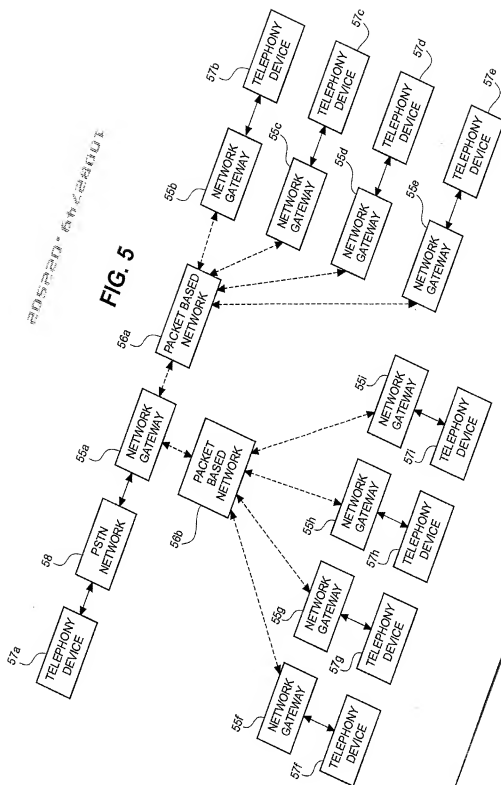 FIG. 5
57a
TELEPHONY
DEVICE
58
PSTN NETWORK
55a
NETWORK
GATEWAY
56a
PACKET BASED
NETWORK
55b
NETWORK
GATEWAY
57b
TELEPHONY
DEVICE
55c
NETWORK
GATEWAY
57c
TELEPHONY
DEVICE
55d
NETWORK
GATEWAY
57d
TELEPHONY
DEVICE
55e
NETWORK
GATEWAY
57e
TELEPHONY
DEVICE
PACKET
BASED
NETWORK
56b
55f
NETWORK
GATEWAY
57f
TELEPHONY
DEVICE
55g
NETWORK
GATEWAY
57g
TELEPHONY
DEVICE
55h
NETWORK
GATEWAY
57h
TELEPHONY
DEVICE
55i
NETWORK
GATEWAY
57i
TELEPHONY
DEVICE